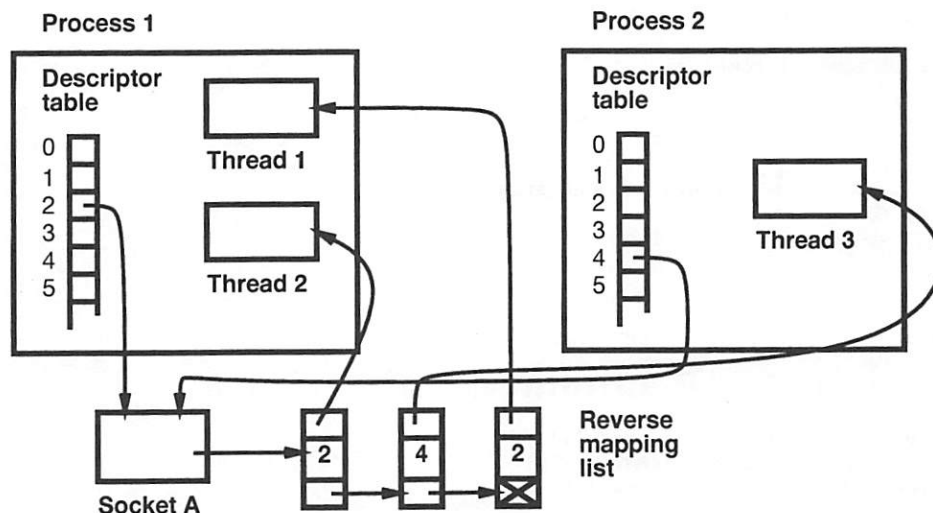 Process 1
Process 2
Descriptor
table
0
1
2
3
4
5
Thread 1
Thread 2
Descriptor
table
0
1
2
3
4
5
Thread 3
2
4
2
Reverse
mapping
list
Socket A